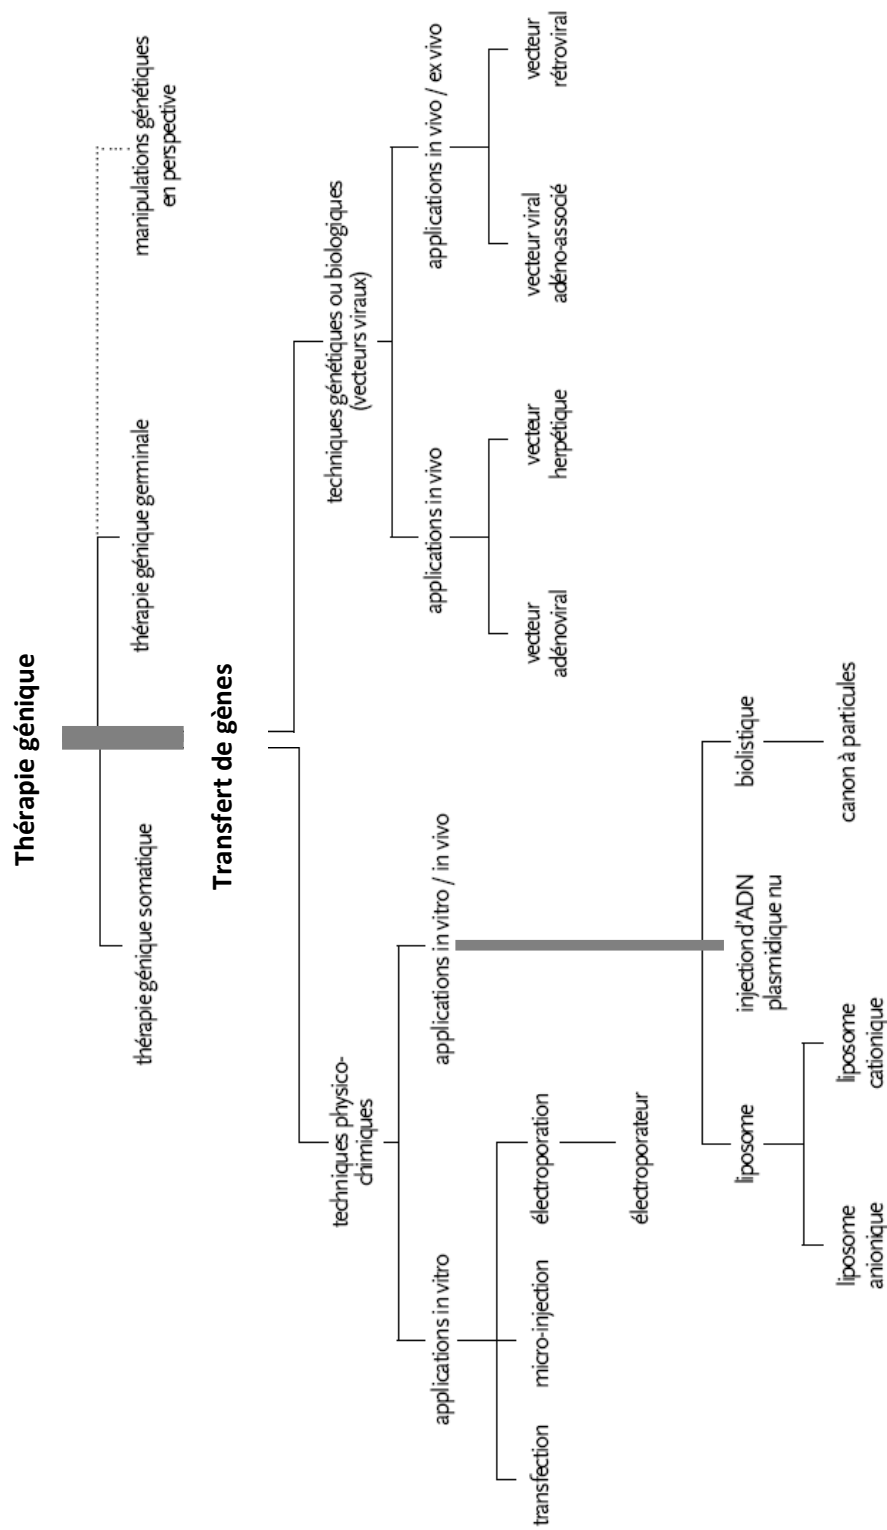 Thérapie génique
thérapie génique somatique
thérapie génique germinale
manipulations génétiques
en perspective
Transfert de gènes
techniques physico-
chimiques
techniques génétiques ou biologiques
(vecteurs viraux)
applications in vitro
applications in vitro / in vivo
applications in vivo
applications in vivo / ex vivo
transfection
micro-injection
électroporation
vecteur
adénoviral
vecteur
herpétique
vecteur viral
adéno-associé
vecteur
rétroviral
électroporateur
liposome
injection d'ADN
plasmidique nu
biolistique
liposome
anionique
liposome
cationique
canon à particules